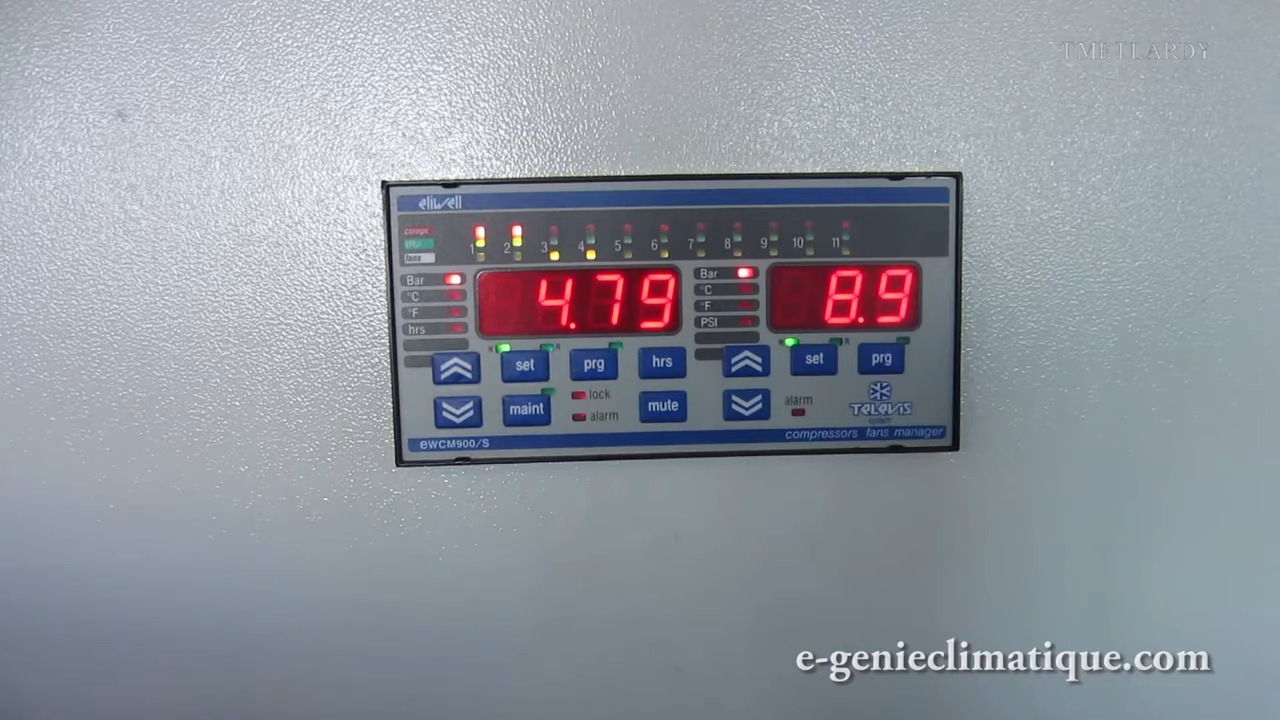 TMETLARDY
eliwell
compr.
step
fans
1 2 3 4 5 6 7 8 9 10 11
Bar
°C
°F
hrs
4.79
Bar
°C
°F
PSI
8.9
set prg hrs set prg
maint lock
alarm
mute
alarm
TELEVIS
system
eWCM900/S
compressors fans manager
e-genieclimatique.com